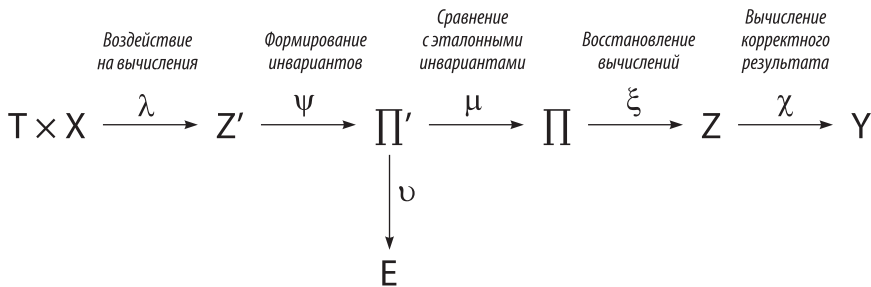 Воздействие
на вычисления
Формирование
инвариантов
Сравнение
с эталонными
инвариантами
Восстановление
вычислений
Вычисление
корректного
результата
λ ψ μ ξ χ
T × X Z′ ∏′ ∏ Z Y
υ
E